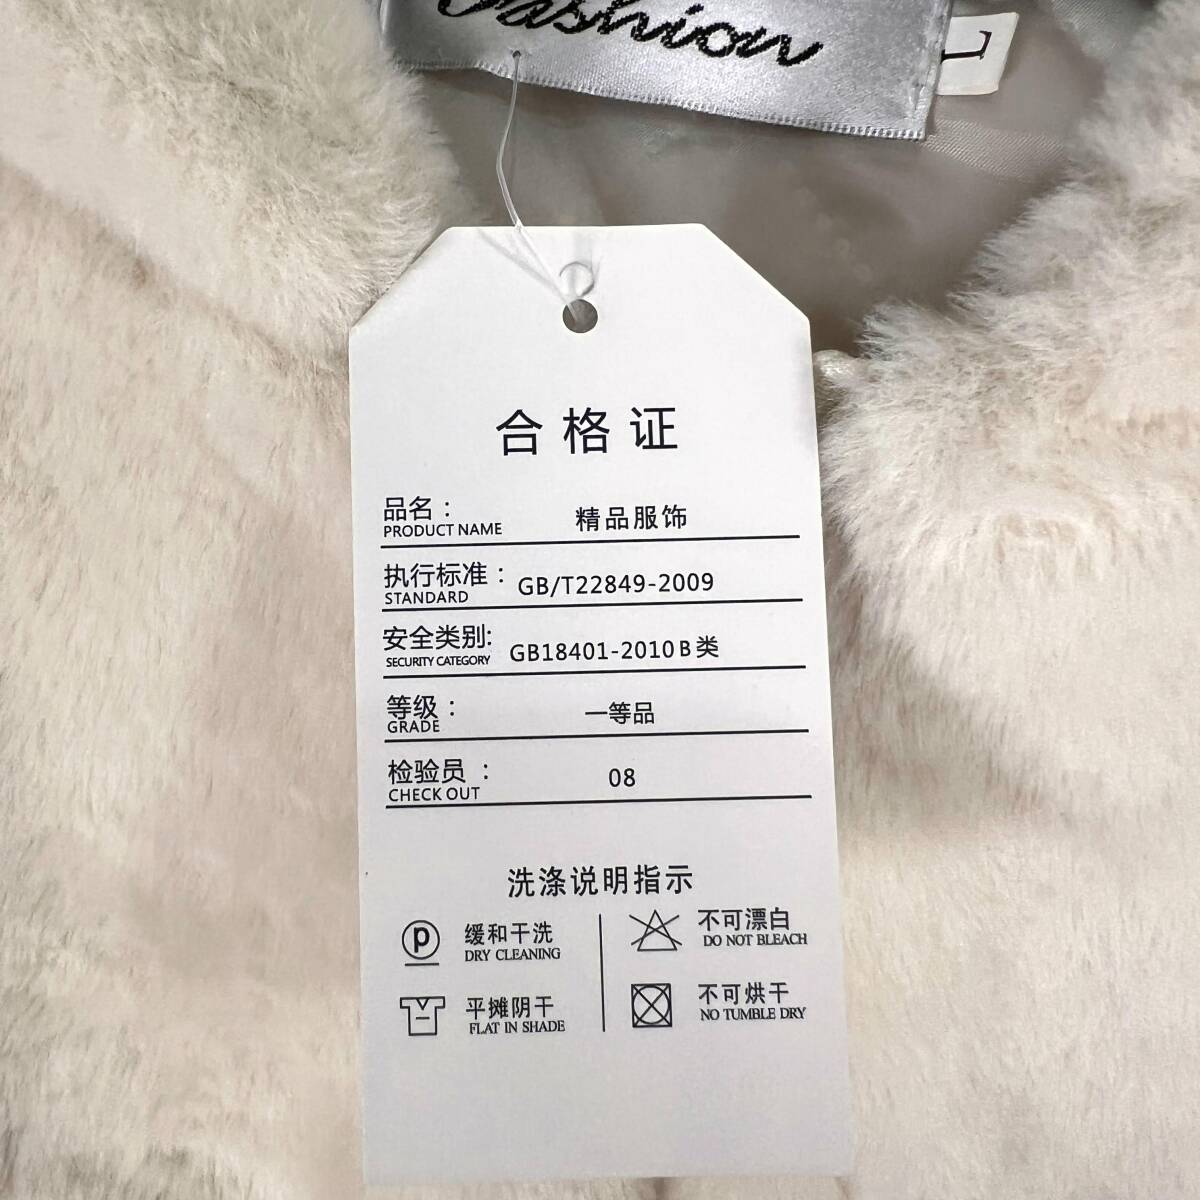 Fashion
L
合格证
品名： 精品服饰
PRODUCT NAME
执行标准： GB/T22849-2009
STANDARD
安全类别: GB18401-2010 B 类
SECURITY CATEGORY
等级： 一等品
GRADE
检验员： 08
CHECK OUT
洗涤说明指示
P 缓和干洗
DRY CLEANING
不可漂白
DO NOT BLEACH
平摊阴干
FLAT IN SHADE
不可烘干
NO TUMBLE DRY